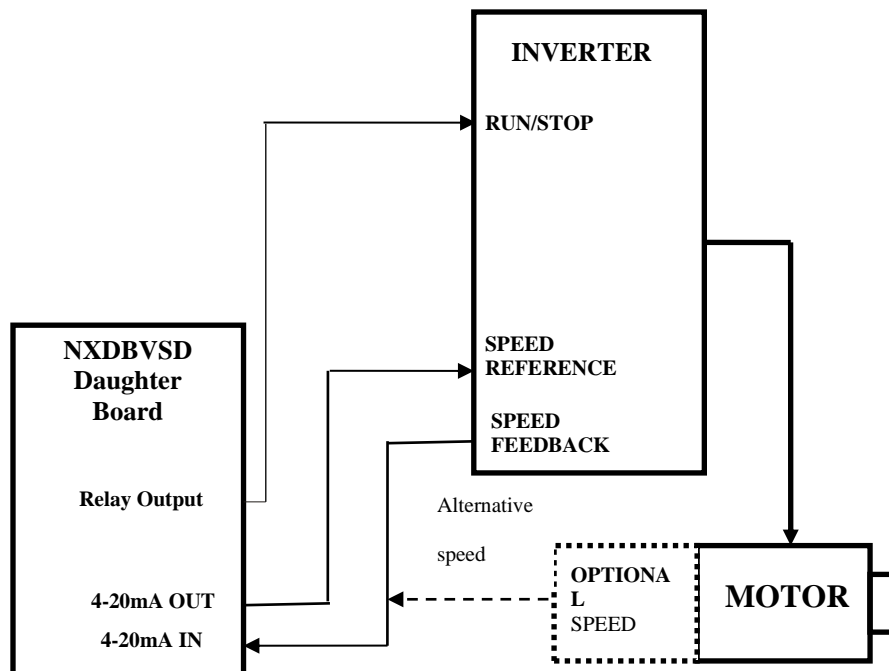 INVERTER
RUN/STOP
SPEED
REFERENCE
SPEED
FEEDBACK
NXDBVSD
Daughter
Board
Relay Output
4-20mA OUT
4-20mA IN
Alternative
speed
OPTIONA
L
SPEED
MOTOR